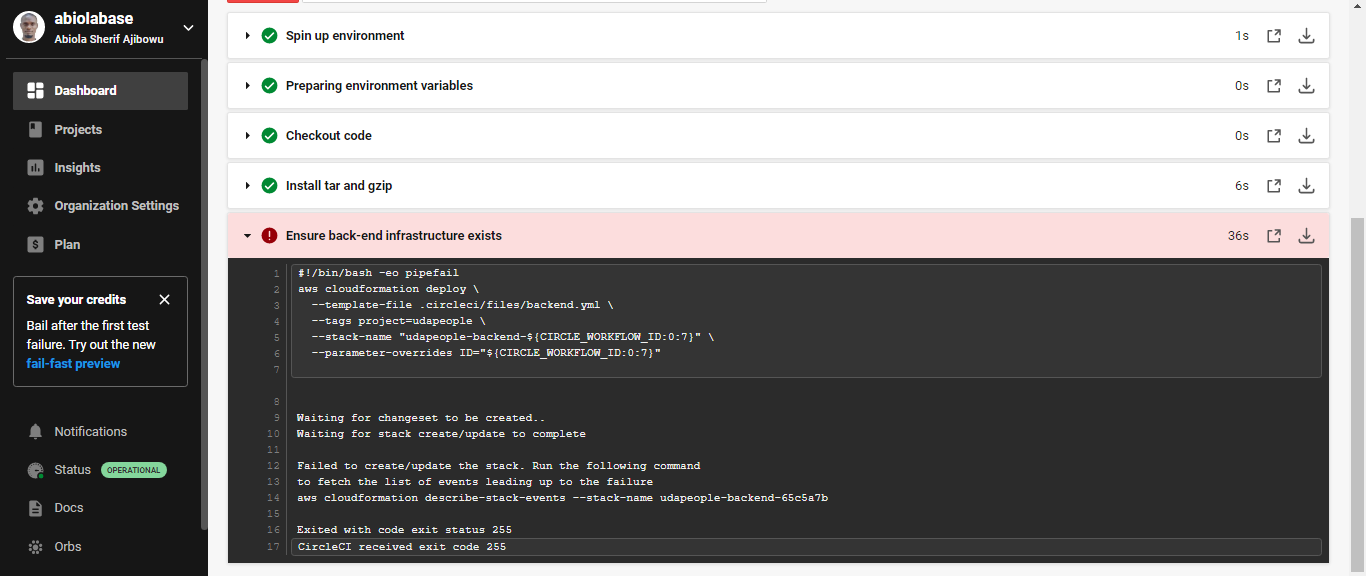 abiolabase
Abiola Sherif Ajibowu
Dashboard
Projects
Insights
Organization Settings
Plan
Save your credits
Bail after the first test
failure. Try out the new
fail-fast preview
Notifications
Status OPERATIONAL
Docs
Orbs
Spin up environment 1s
Preparing environment variables 0s
Checkout code 0s
Install tar and gzip 6s
Ensure back-end infrastructure exists 36s
1 #!/bin/bash -eo pipefail
2 aws cloudformation deploy \
3 --template-file .circleci/files/backend.yml \
4 --tags project=udapeople \
5 --stack-name "udapeople-backend-${CIRCLE_WORKFLOW_ID:0:7}" \
6 --parameter-overrides ID="${CIRCLE_WORKFLOW_ID:0:7}"
7
8
9 Waiting for changeset to be created..
10 Waiting for stack create/update to complete
11
12 Failed to create/update the stack. Run the following command
13 to fetch the list of events leading up to the failure
14 aws cloudformation describe-stack-events --stack-name udapeople-backend-65c5a7b
15
16 Exited with code exit status 255
17 CircleCI received exit code 255